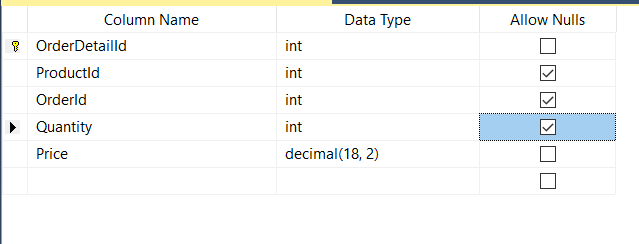 Column Name Data Type Allow Nulls
OrderDetailId int
ProductId int
OrderId int
Quantity int
Price decimal(18, 2)